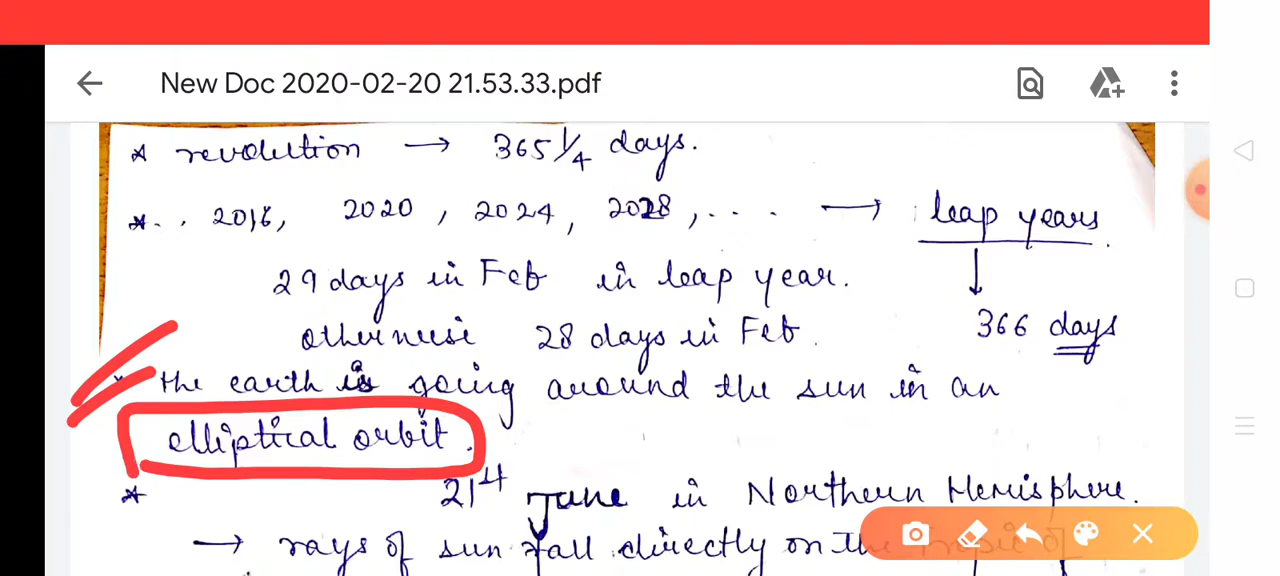 New Doc 2020-02-20 21.53.33.pdf
* revolution → 365 1/4 days.
*. . 2016, 2020, 2024, 2028, . . . → leap years.
29 days in Feb in leap year.
otherwise 28 days in Feb. 366 days
* the earth is going around the sun in an
elliptical orbit.
* 21st June in Northern Hemisphere.
→ rays of sun fall directly on the Tropic of